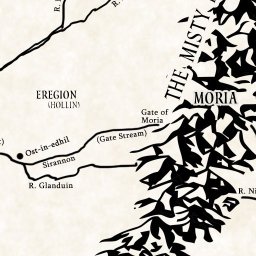 R.
R.
THE MISTY
EREGION
(HOLLIN)
MORIA
Gate of
Moria
(Gate Stream)
Ost-in-edhil
Sirannon
R. Glanduin
R. Ni